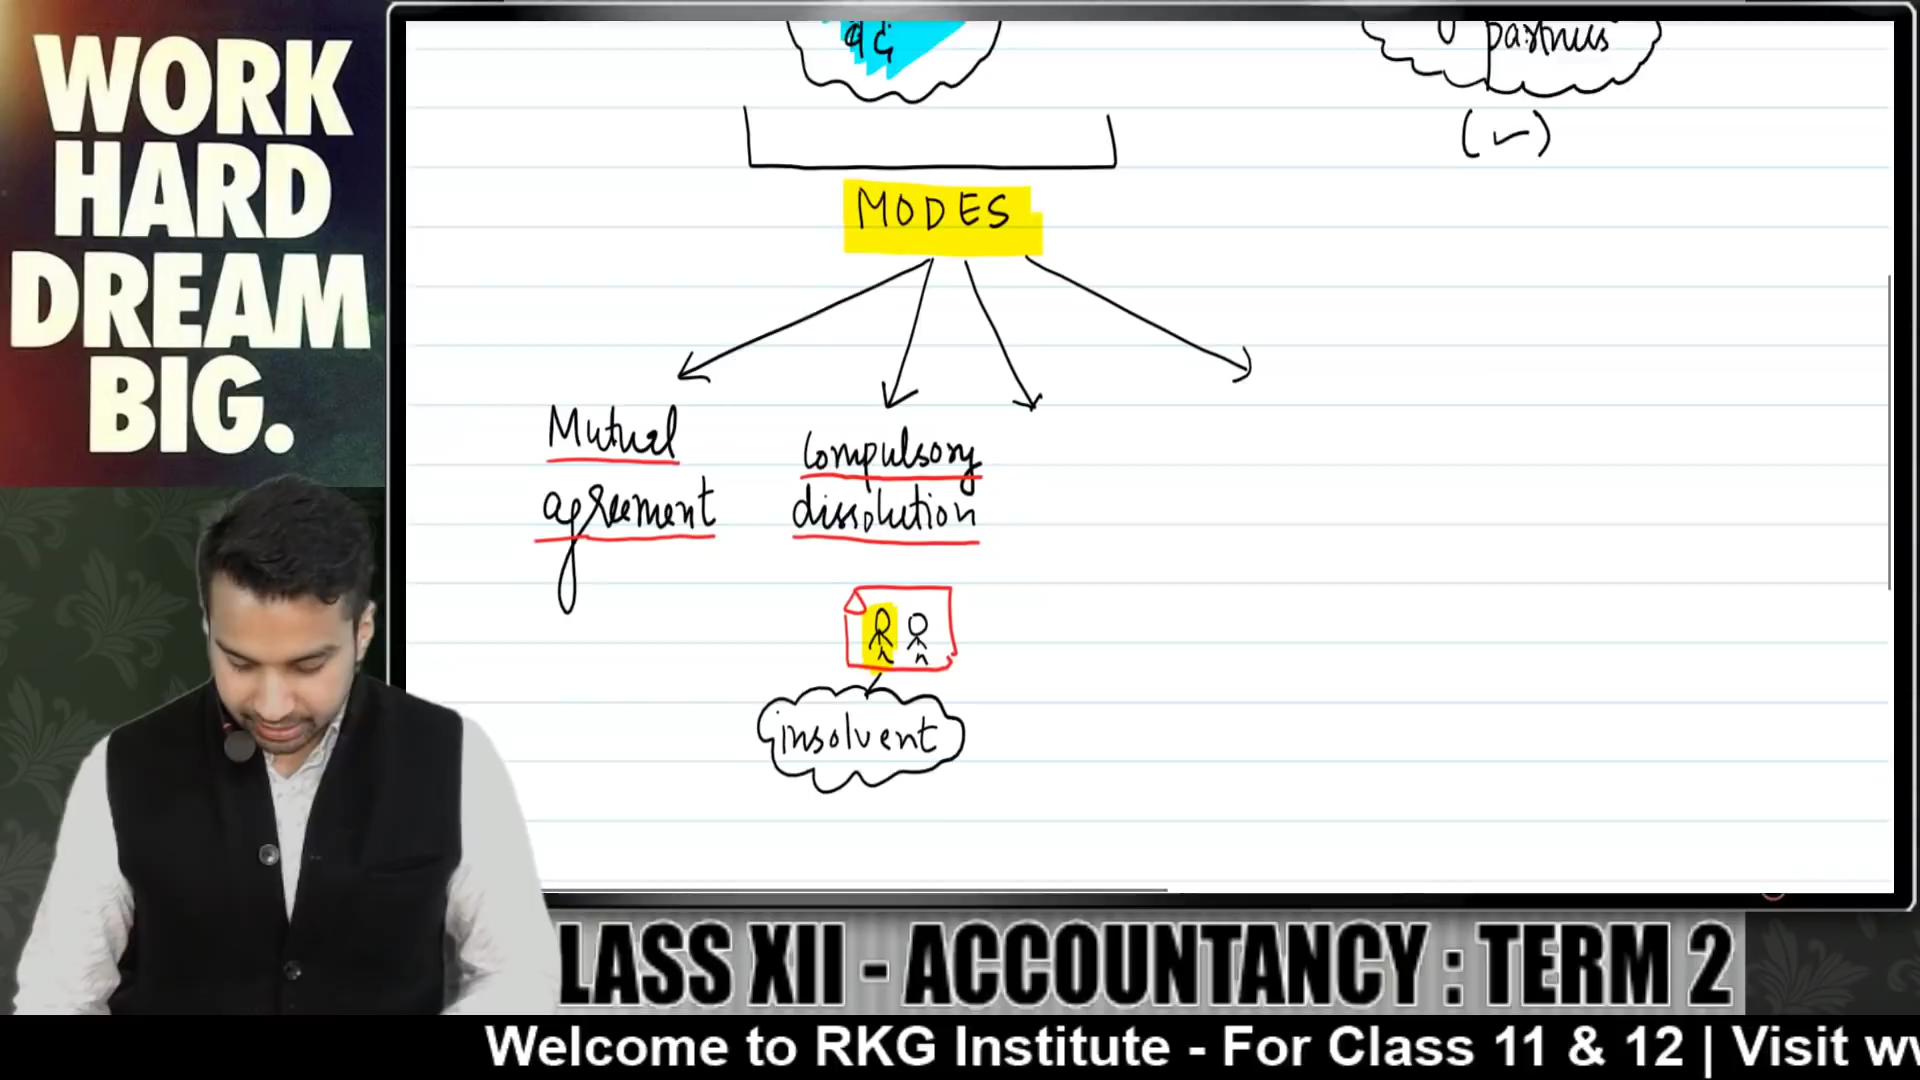 WORK
HARD
DREAM
BIG.
partners
(✓)
MODES
Mutual
agreement
Compulsory
dissolution
insolvent
LASS XII - ACCOUNTANCY : TERM 2
Welcome to RKG Institute - For Class 11 & 12 | Visit